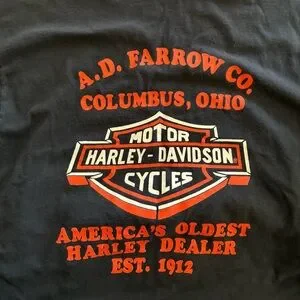 A.D. FARROW CO.
COLUMBUS, OHIO
MOTOR
HARLEY-DAVIDSON
CYCLES
AMERICA'S OLDEST
HARLEY DEALER
EST. 1912